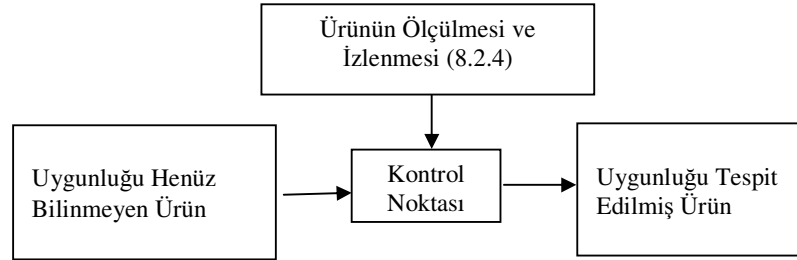 Ürünün Ölçülmesi ve
İzlenmesi (8.2.4)
Uygunluğu Henüz
Bilinmeyen Ürün
Kontrol
Noktası
Uygunluğu Tespit
Edilmiş Ürün